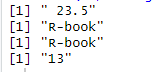 [1] " 23.5"
[1] "R-book"
[1] "R-book"
[1] "13"